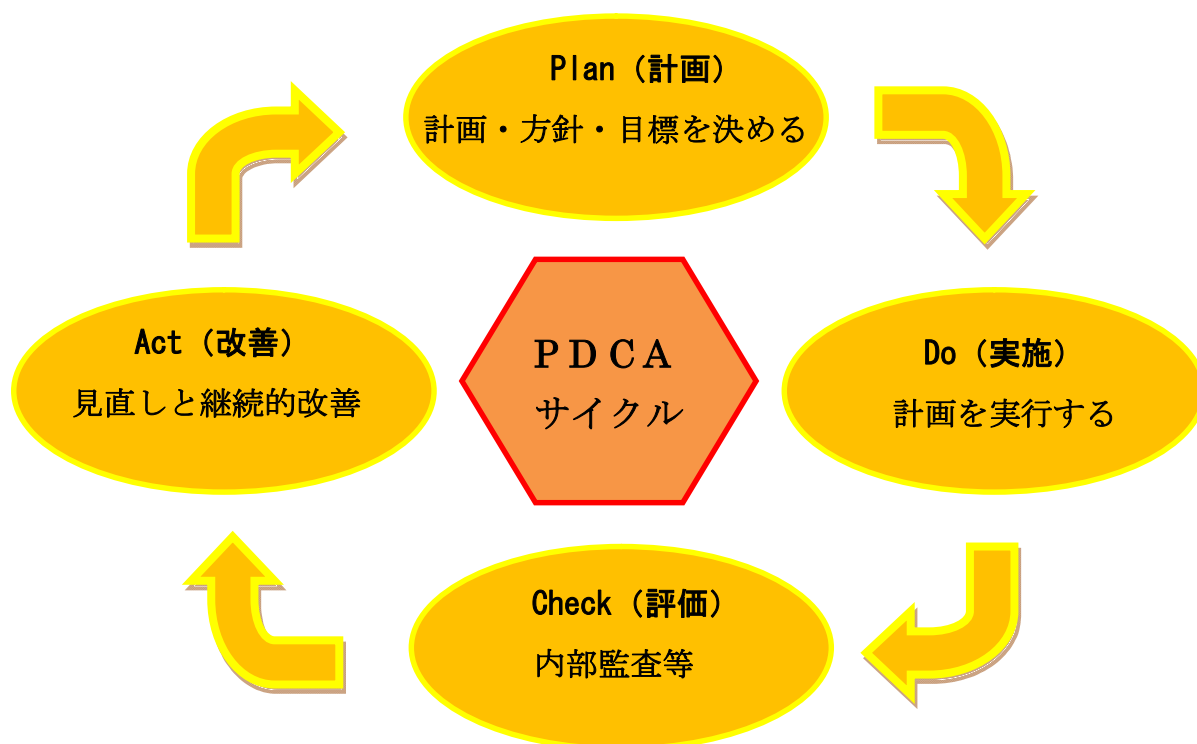 Plan（計画）
計画・方針・目標を決める
Act（改善）
見直しと継続的改善
ＰＤＣＡ
サイクル
Do（実施）
計画を実行する
Check（評価）
内部監査等